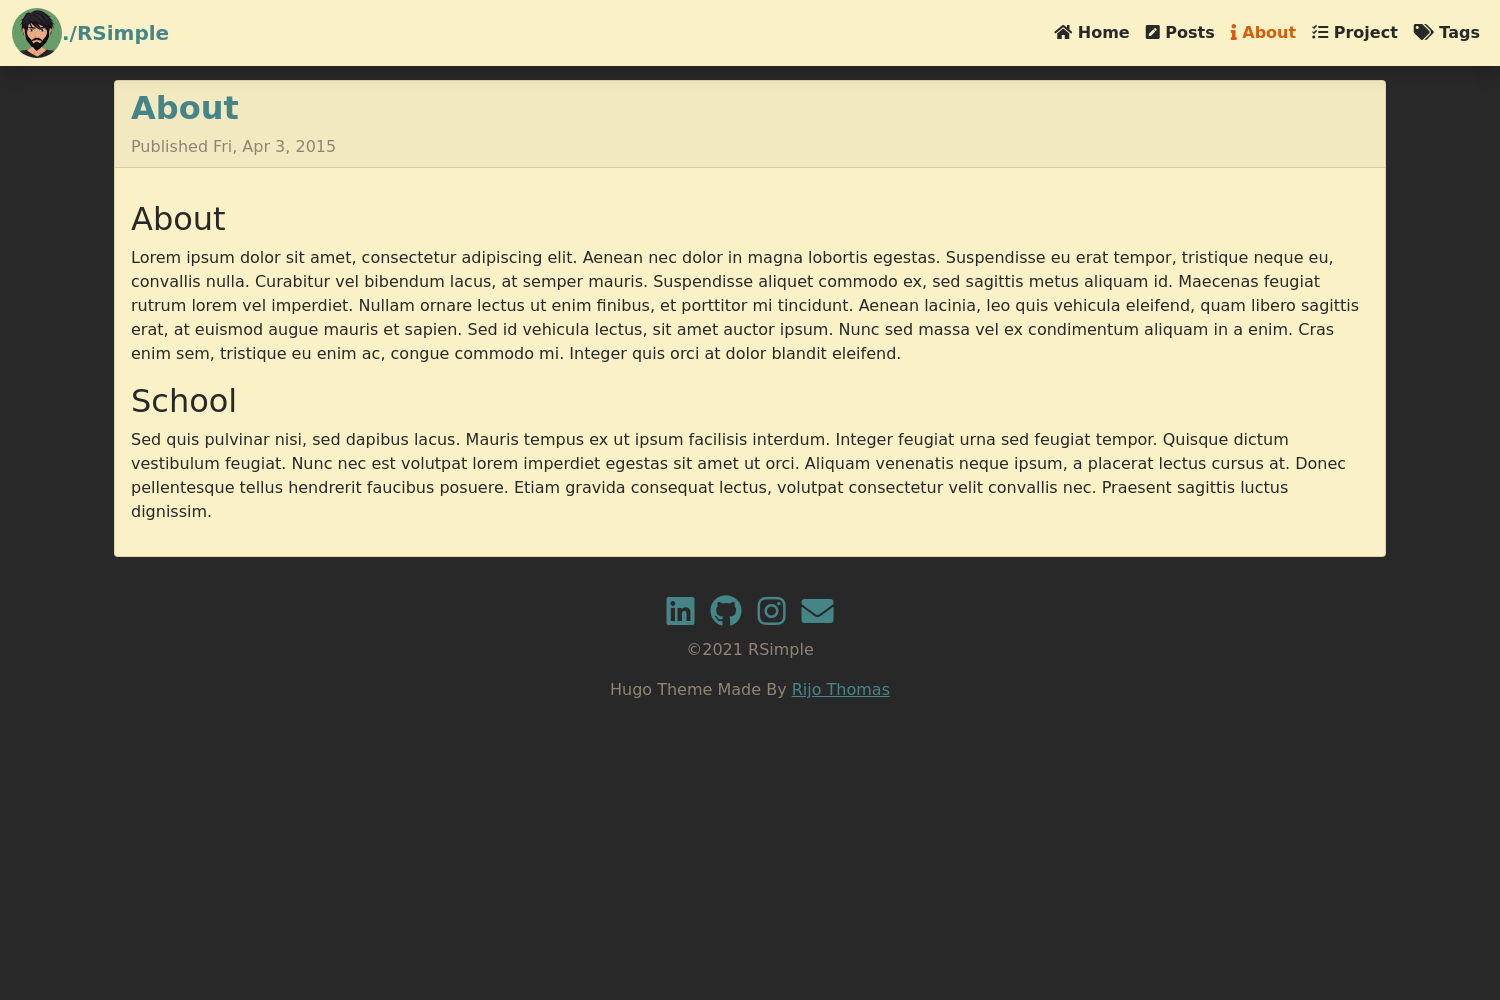 ./RSimple
Home Posts About Project Tags
About
Published Fri, Apr 3, 2015
About
Lorem ipsum dolor sit amet, consectetur adipiscing elit. Aenean nec dolor in magna lobortis egestas. Suspendisse eu erat tempor, tristique neque eu,
convallis nulla. Curabitur vel bibendum lacus, at semper mauris. Suspendisse aliquet commodo ex, sed sagittis metus aliquam id. Maecenas feugiat
rutrum lorem vel imperdiet. Nullam ornare lectus ut enim finibus, et porttitor mi tincidunt. Aenean lacinia, leo quis vehicula eleifend, quam libero sagittis
erat, at euismod augue mauris et sapien. Sed id vehicula lectus, sit amet auctor ipsum. Nunc sed massa vel ex condimentum aliquam in a enim. Cras
enim sem, tristique eu enim ac, congue commodo mi. Integer quis orci at dolor blandit eleifend.
School
Sed quis pulvinar nisi, sed dapibus lacus. Mauris tempus ex ut ipsum facilisis interdum. Integer feugiat urna sed feugiat tempor. Quisque dictum
vestibulum feugiat. Nunc nec est volutpat lorem imperdiet egestas sit amet ut orci. Aliquam venenatis neque ipsum, a placerat lectus cursus at. Donec
pellentesque tellus hendrerit faucibus posuere. Etiam gravida consequat lectus, volutpat consectetur velit convallis nec. Praesent sagittis luctus
dignissim.
©2021 RSimple
Hugo Theme Made By Rijo Thomas